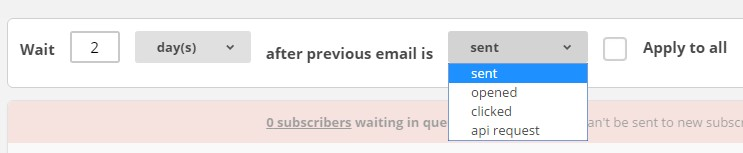 Wait 2 day(s) after previous email is sent Apply to all
sent
opened
clicked
api request
0 subscribers waiting in que an't be sent to new subscr